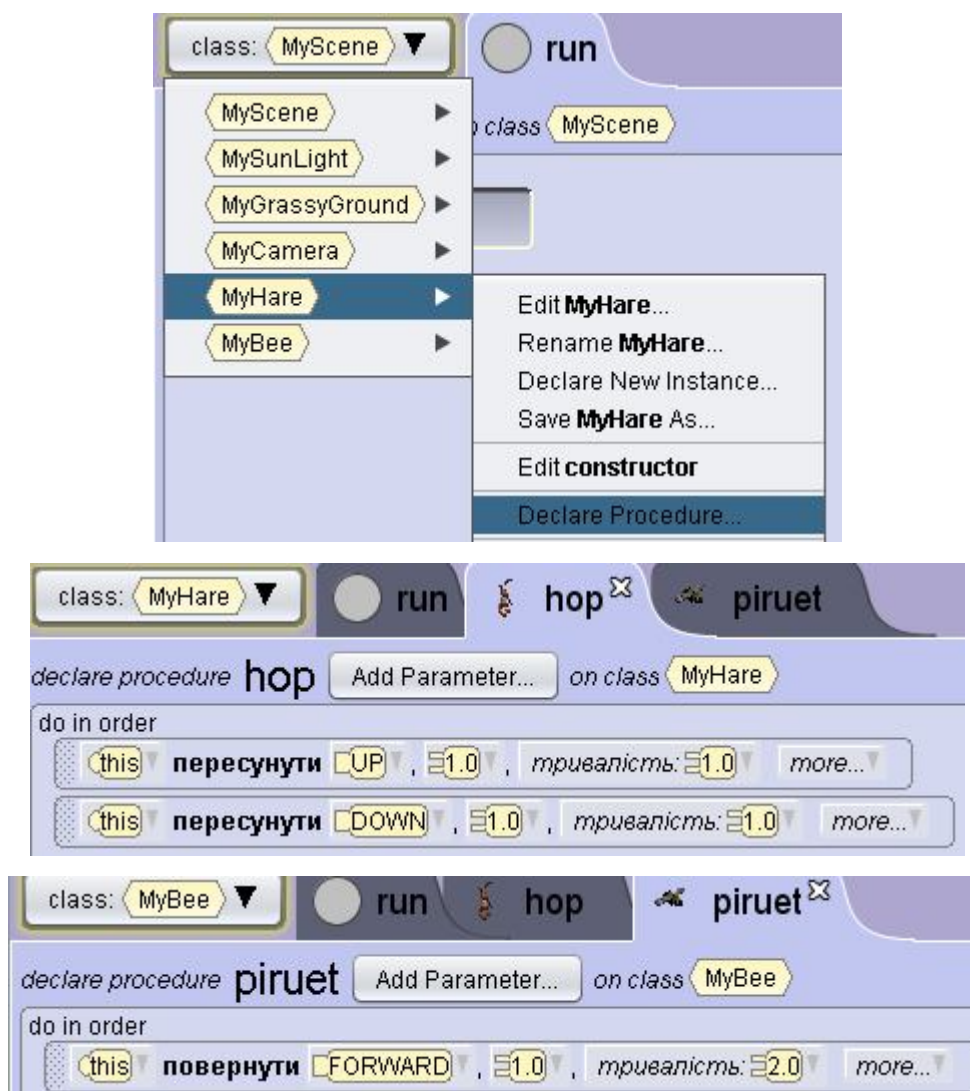 class: MyScene run
MyScene
class MyScene
MySunLight
MyGrassyGround
MyCamera
MyHare
MyBee
Edit MyHare...
Rename MyHare...
Declare New Instance...
Save MyHare As...
Edit constructor
Declare Procedure...
class: MyHare run hop piruet
declare procedure hop Add Parameter... on class MyHare
do in order
this пересунути UP , 1.0 , тривалість: 1.0 more...
this пересунути DOWN , 1.0 , тривалість: 1.0 more...
class: MyBee run hop piruet
declare procedure piruet Add Parameter... on class MyBee
do in order
this повернути FORWARD , 1.0 , тривалість: 2.0 more...